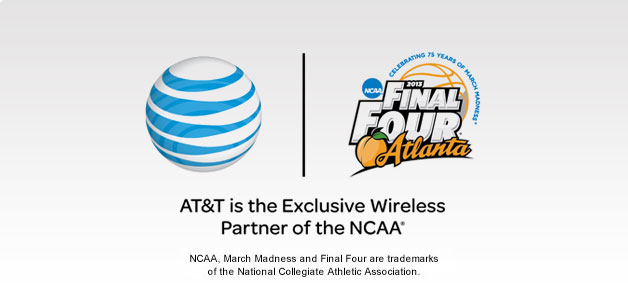 CELEBRATING 75 YEARS OF MARCH MADNESS®
NCAA
2013
FINAL
FOUR
Atlanta
AT&T is the Exclusive Wireless
Partner of the NCAA®
NCAA, March Madness and Final Four are trademarks
of the National Collegiate Athletic Association.